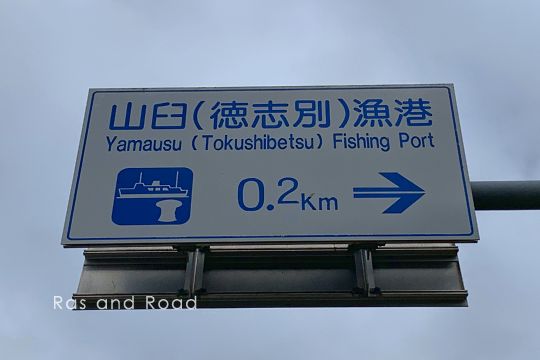 山臼(徳志別)漁港
Yamausu (Tokushibetsu) Fishing Port
0.2Km
Ras and Road